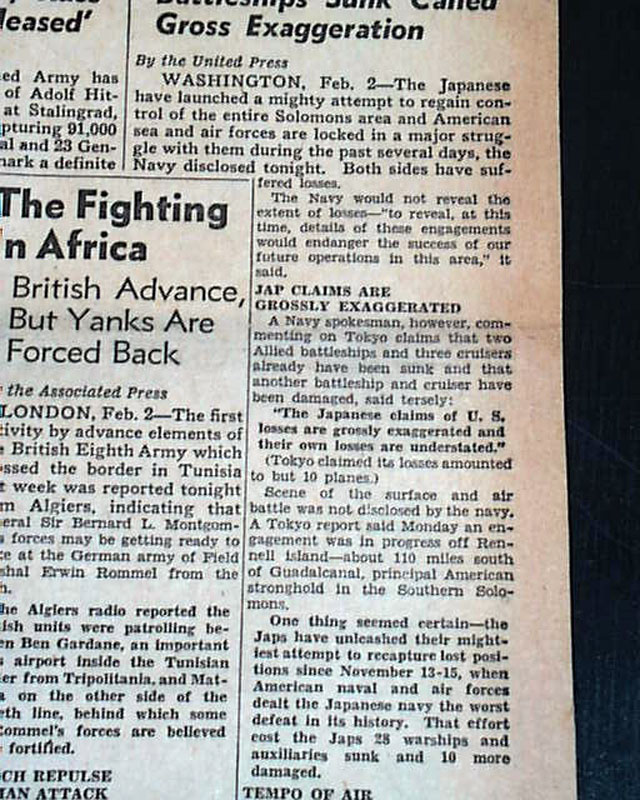 leased'
ed Army has
of Adolf Hit-
at Stalingrad,
pturing 91,000
al and 23 Gen-
mark a definite
The Fighting
'n Africa
British Advance,
But Yanks Are
Forced Back
the Associated Press
LONDON, Feb. 2—The first
tivity by advance elements of
British Eighth Army which
ossed the border in Tunisia
t week was reported tonight
m Algiers, indicating that
eral Sir Bernard L. Montgom-
s forces may be getting ready to
ce at the German army of Field
shal Erwin Rommel from the
h.
he Algiers radio reported the
ish units were patrolling be-
en Ben Gardane, an important
airport inside the Tunisian
er from Tripolitania, and Mat-
a on the other side of the
eth line, behind which some
ommel's forces are believed
fortified.
CH REPULSE
IAN ATTACK
Battleships Sunk Called
Gross Exaggeration
By the United Press
WASHINGTON, Feb. 2—The Japanese
have launched a mighty attempt to regain con-
trol of the entire Solomons area and American
sea and air forces are locked in a major strug-
gle with them during the past several days, the
Navy disclosed tonight. Both sides have suf-
fered losses.
The Navy would not reveal the
extent of losses—"to reveal, at this
time, details of these engagements
would endanger the success of our
future operations in this area," it
said.
JAP CLAIMS ARE
GROSSLY EXAGGERATED
A Navy spokesman, however, com-
menting on Tokyo claims that two
Allied battleships and three cruisers
already have been sunk and that
another battleship and cruiser have
been damaged, said tersely:
"The Japanese claims of U. S.
losses are grossly exaggerated and
their own losses are understated."
(Tokyo claimed its losses amounted
to but 10 planes.)
Scene of the surface and air
battle was not disclosed by the navy.
A Tokyo report said Monday an en-
gagement was in progress off Ren-
nell island—about 110 miles south
of Guadalcanal, principal American
stronghold in the Southern Solo-
mons.
One thing seemed certain—the
Japs have unleashed their might-
iest attempt to recapture lost posi-
tions since November 13-15, when
American naval and air forces
dealt the Japanese navy the worst
defeat in its history. That effort
cost the Japs 28 warships and
auxiliaries sunk and 10 more
damaged.
TEMPO OF AIR